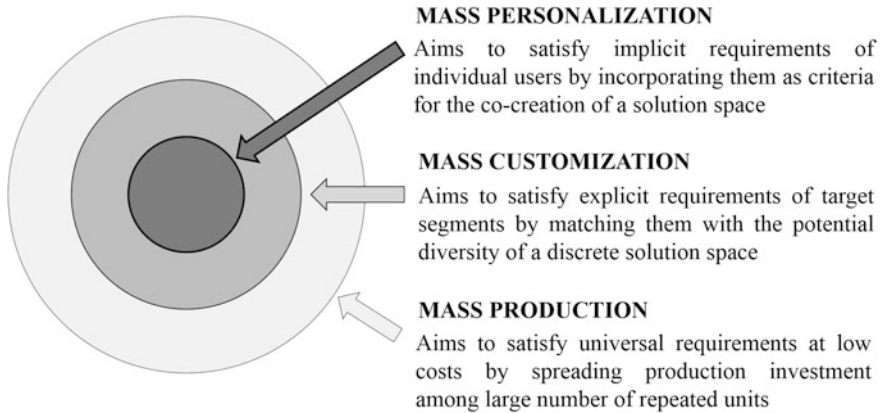 MASS PERSONALIZATION
Aims to satisfy implicit requirements of
individual users by incorporating them as criteria
for the co-creation of a solution space
MASS CUSTOMIZATION
Aims to satisfy explicit requirements of target
segments by matching them with the potential
diversity of a discrete solution space
MASS PRODUCTION
Aims to satisfy universal requirements at low
costs by spreading production investment
among large number of repeated units